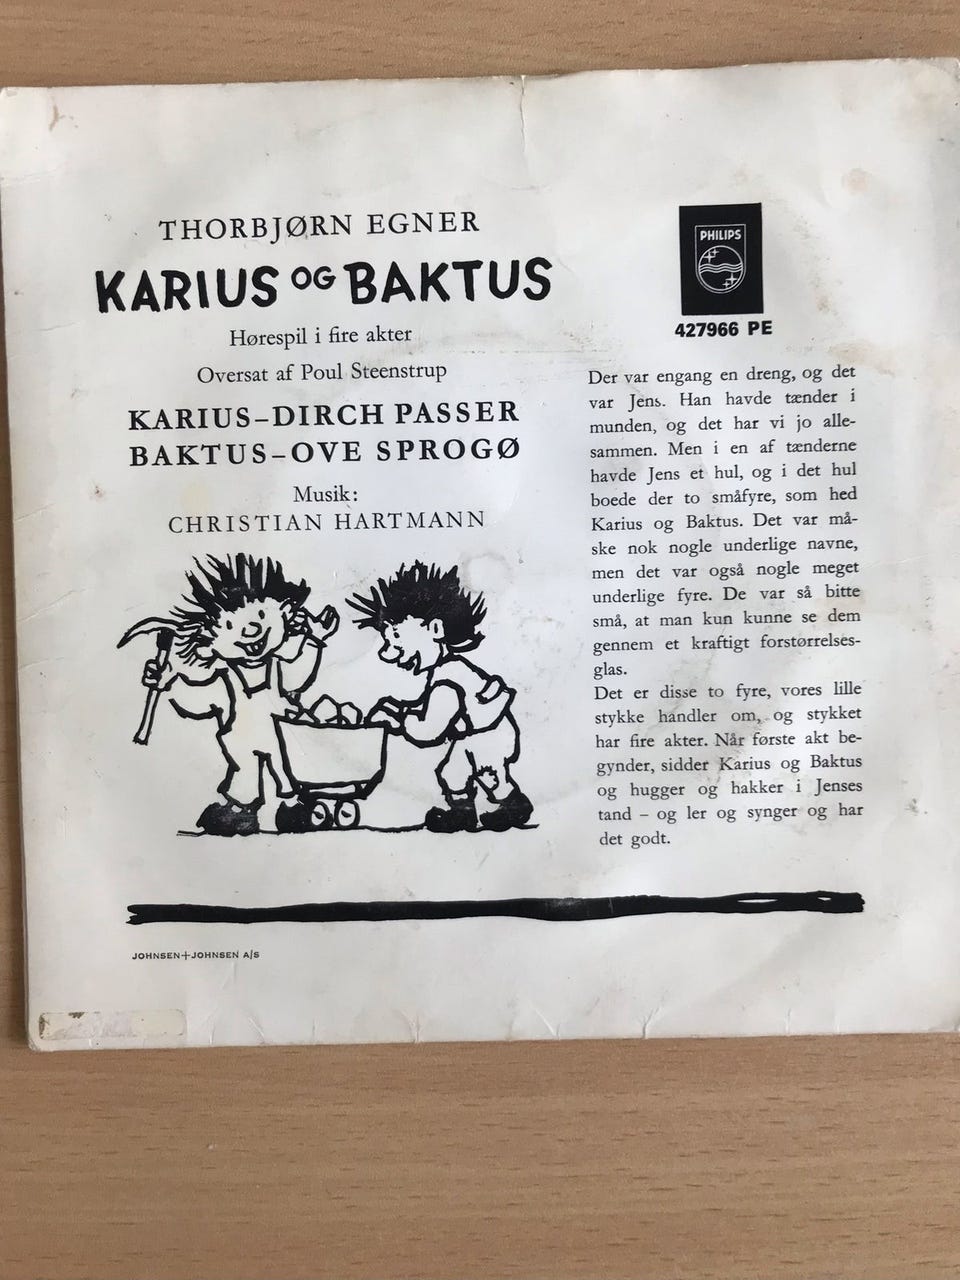 THORBJØRN EGNER
KARIUS OG BAKTUS
Hørespil i fire akter
Oversat af Poul Steenstrup
KARIUS–DIRCH PASSER
BAKTUS–OVE SPROGØ
Musik:
CHRISTIAN HARTMANN
PHILIPS
427966 PE
Der var engang en dreng, og det
var Jens. Han havde tænder i
munden, og det har vi jo alle-
sammen. Men i en af tænderne
havde Jens et hul, og i det hul
boede der to småfyre, som hed
Karius og Baktus. Det var må-
ske nok nogle underlige navne,
men det var også nogle meget
underlige fyre. De var så bitte
små, at man kun kunne se dem
gennem et kraftigt forstørrelses-
glas.
Det er disse to fyre, vores lille
stykke handler om, og stykket
har fire akter. Når første akt be-
gynder, sidder Karius og Baktus
og hugger og hakker i Jenses
tand – og ler og synger og har
det godt.
JOHNSEN+JOHNSEN A/S